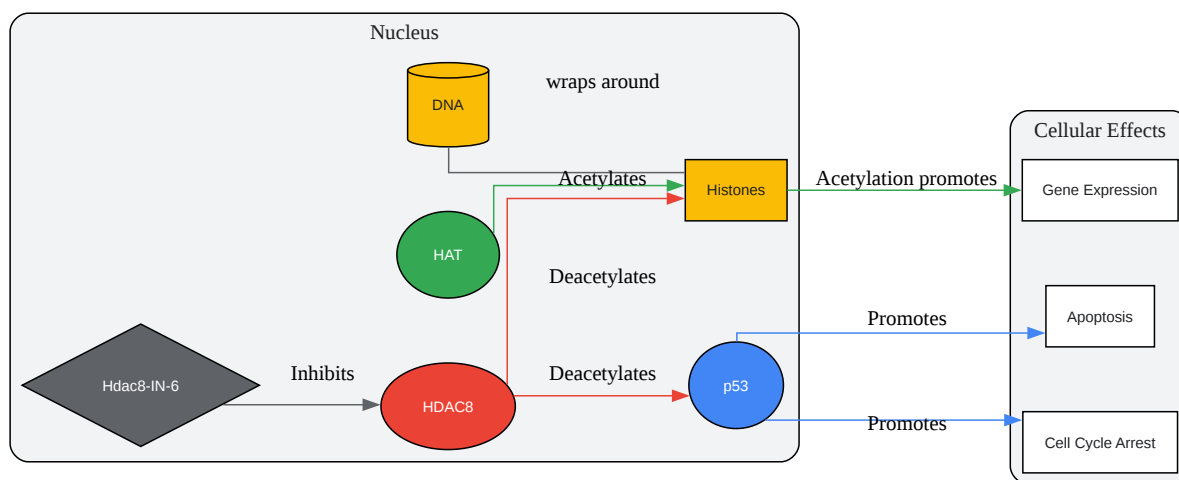 Nucleus
wraps around
DNA
Cellular Effects
Acetylates
Histones
Acetylation promotes
Gene Expression
HAT
Deacetylates
Promotes
Apoptosis
Hdac8-IN-6
Inhibits
HDAC8
Deacetylates
p53
Promotes
Cell Cycle Arrest